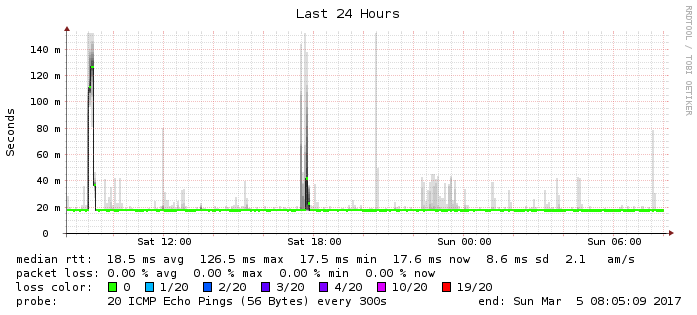 Last 24 Hours
RRDTOOL / TOBI OETIKER
Seconds
140 m
120 m
100 m
80 m
60 m
40 m
20 m
0
Sat 12:00 Sat 18:00 Sun 00:00 Sun 06:00
median rtt: 18.5 ms avg 126.5 ms max 17.5 ms min 17.6 ms now 8.6 ms sd 2.1 am/s
packet loss: 0.00 % avg 0.00 % max 0.00 % min 0.00 % now
loss color: 0 1/20 2/20 3/20 4/20 10/20 19/20
probe: 20 ICMP Echo Pings (56 Bytes) every 300s end: Sun Mar 5 08:05:09 2017